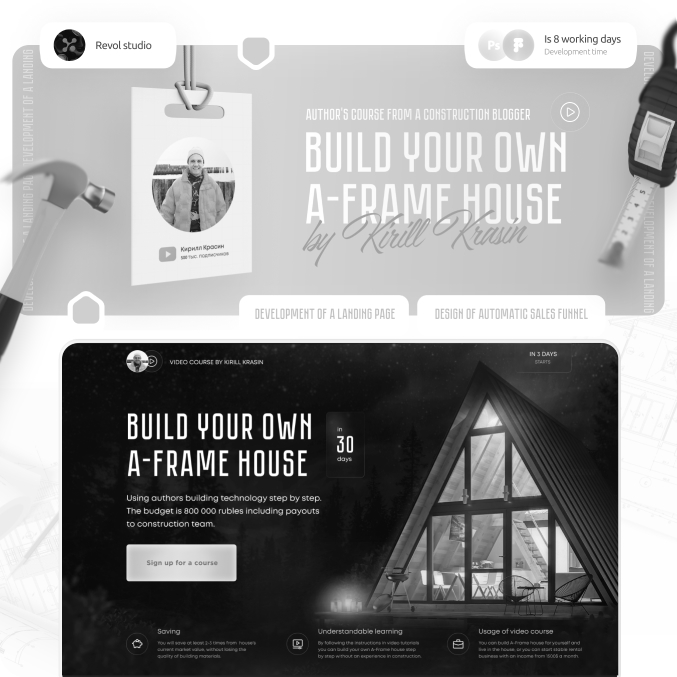 Revol studio
Ps
Is 8 working days
Development time
DEVELOPMENT OF A LANDING
AUTHOR'S COURSE FROM A CONSTRUCTION BLOGGER
BUILD YOUR OWN
A-FRAME HOUSE
by Kirill Krasin
Кирилл Красин
тыс. подписчиков
DEVELOPMENT OF A LANDING PAGE
DESIGN OF AUTOMATIC SALES FUNNEL
VIDEO COURSE BY KIRILL KRASIN
IN 3 DAYS
STARTS
BUILD YOUR OWN
A-FRAME HOUSE
in
30
days
Using authors building technology step by step.
The budget is 800 000 rubles including payouts
to construction team.
Sign up for a course
Saving
You will save at least 2-3 times from house's
current market value, without losing the
quality of building materials.
Understandable learning
By following the instructions in video tutorials
you can build your own A-Frame house step
by step without an experience in construction.
Usage of video course
You can build A-Frame house for yourself and
live in the house, or you can start stable rental
business with an income from 1500$ a month.